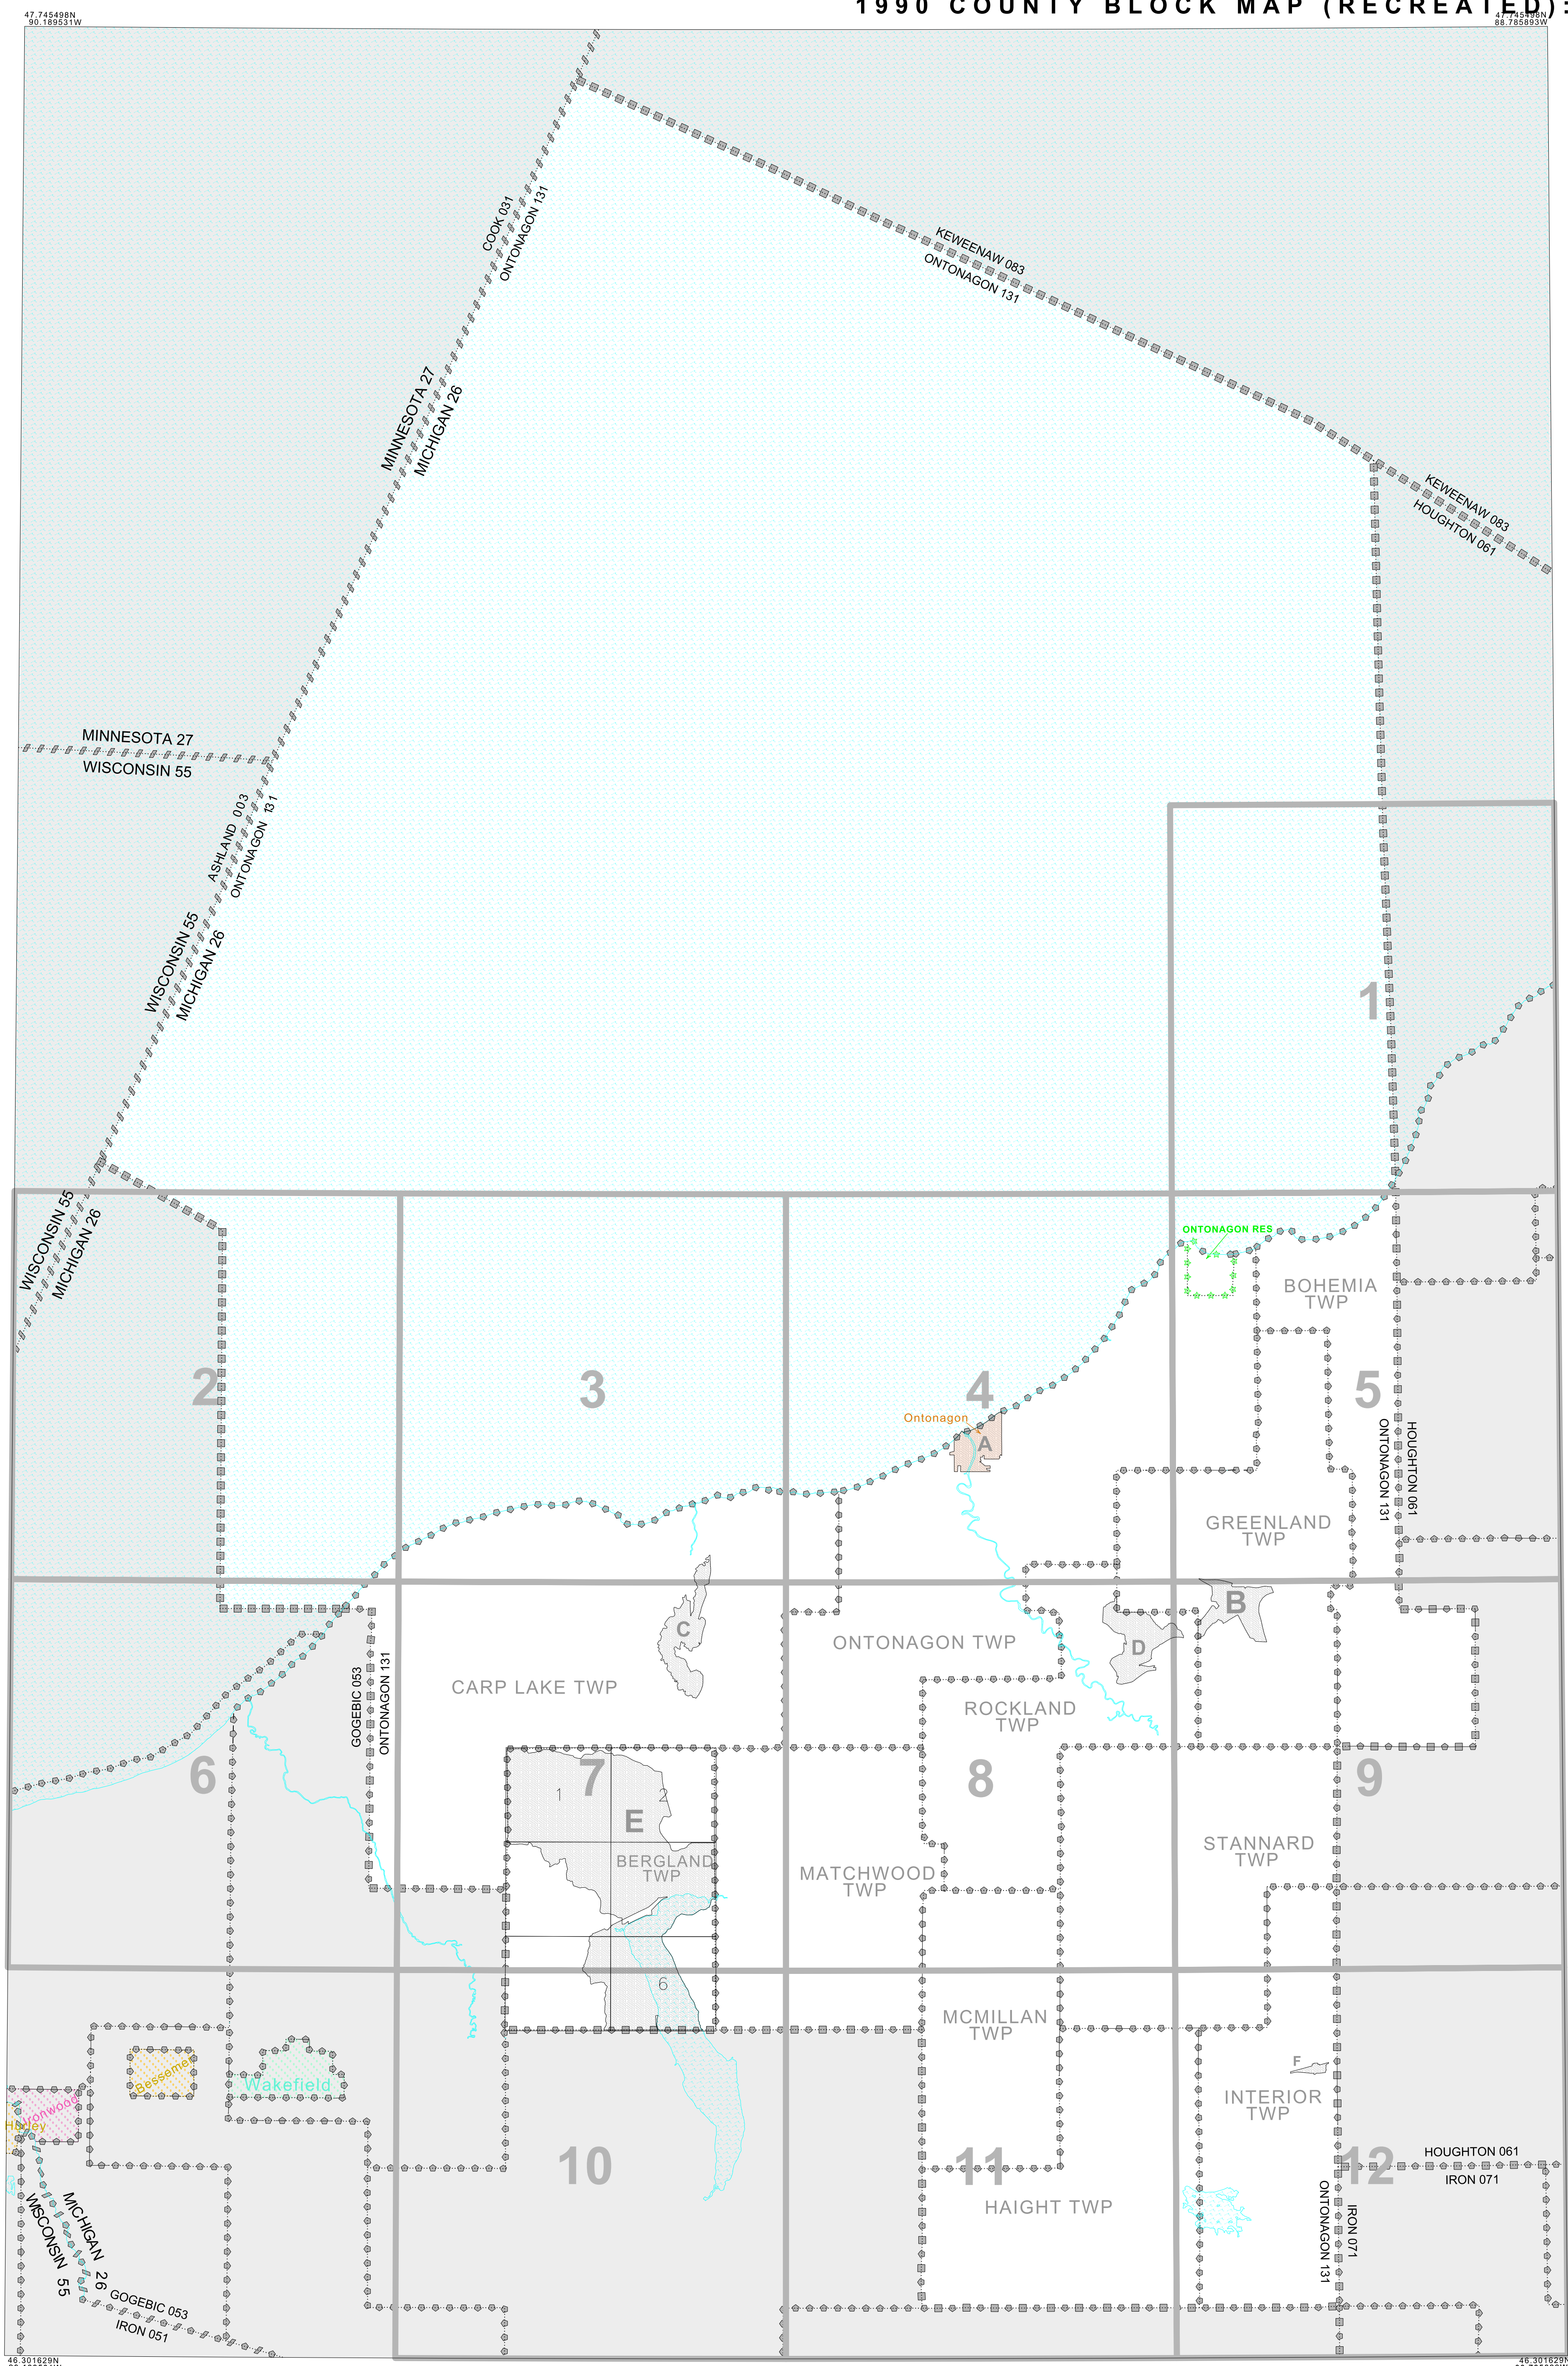 1990 COUNTY BLOCK MAP (RECREATED):
47.745498N
90.189531W
47.745498N
88.785893W
COOK 031
ONTONAGON 131
KEWEENAW 083
ONTONAGON 131
MINNESOTA 27
MICHIGAN 26
KEWEENAW 083
HOUGHTON 061
MINNESOTA 27
WISCONSIN 55
ASHLAND 003
ONTONAGON 131
WISCONSIN 55
MICHIGAN 26
1
WISCONSIN 55
MICHIGAN 26
ONTONAGON RES
BOHEMIA
TWP
2
3
4
5
Ontonagon
A
HOUGHTON 061
ONTONAGON 131
GREENLAND
TWP
B
C
D
ONTONAGON TWP
CARP LAKE TWP
GOGEBIC 053
ONTONAGON 131
ROCKLAND
TWP
6
7
8
9
1
2
E
BERGLAND
TWP
MATCHWOOD
TWP
STANNARD
TWP
6
MCMILLAN
TWP
F
INTERIOR
TWP
Bessemer
Wakefield
Ironwood
Hurley
10
11
12
HOUGHTON 061
IRON 071
HAIGHT TWP
IRON 071
ONTONAGON 131
MICHIGAN 26
WISCONSIN 55
GOGEBIC 053
IRON 051
46.301629N
46.301629N